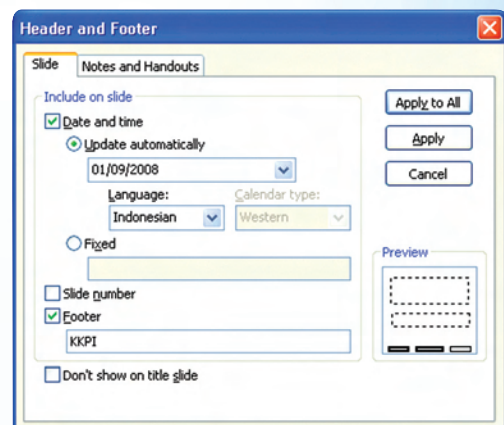 Header and Footer
Slide
Notes and Handouts
Include on slide
Date and time
Update automatically
01/09/2008
Language:
Calendar type:
Indonesian
Western
Fixed
Slide number
Footer
KKPI
Don't show on title slide
Apply to All
Apply
Cancel
Preview